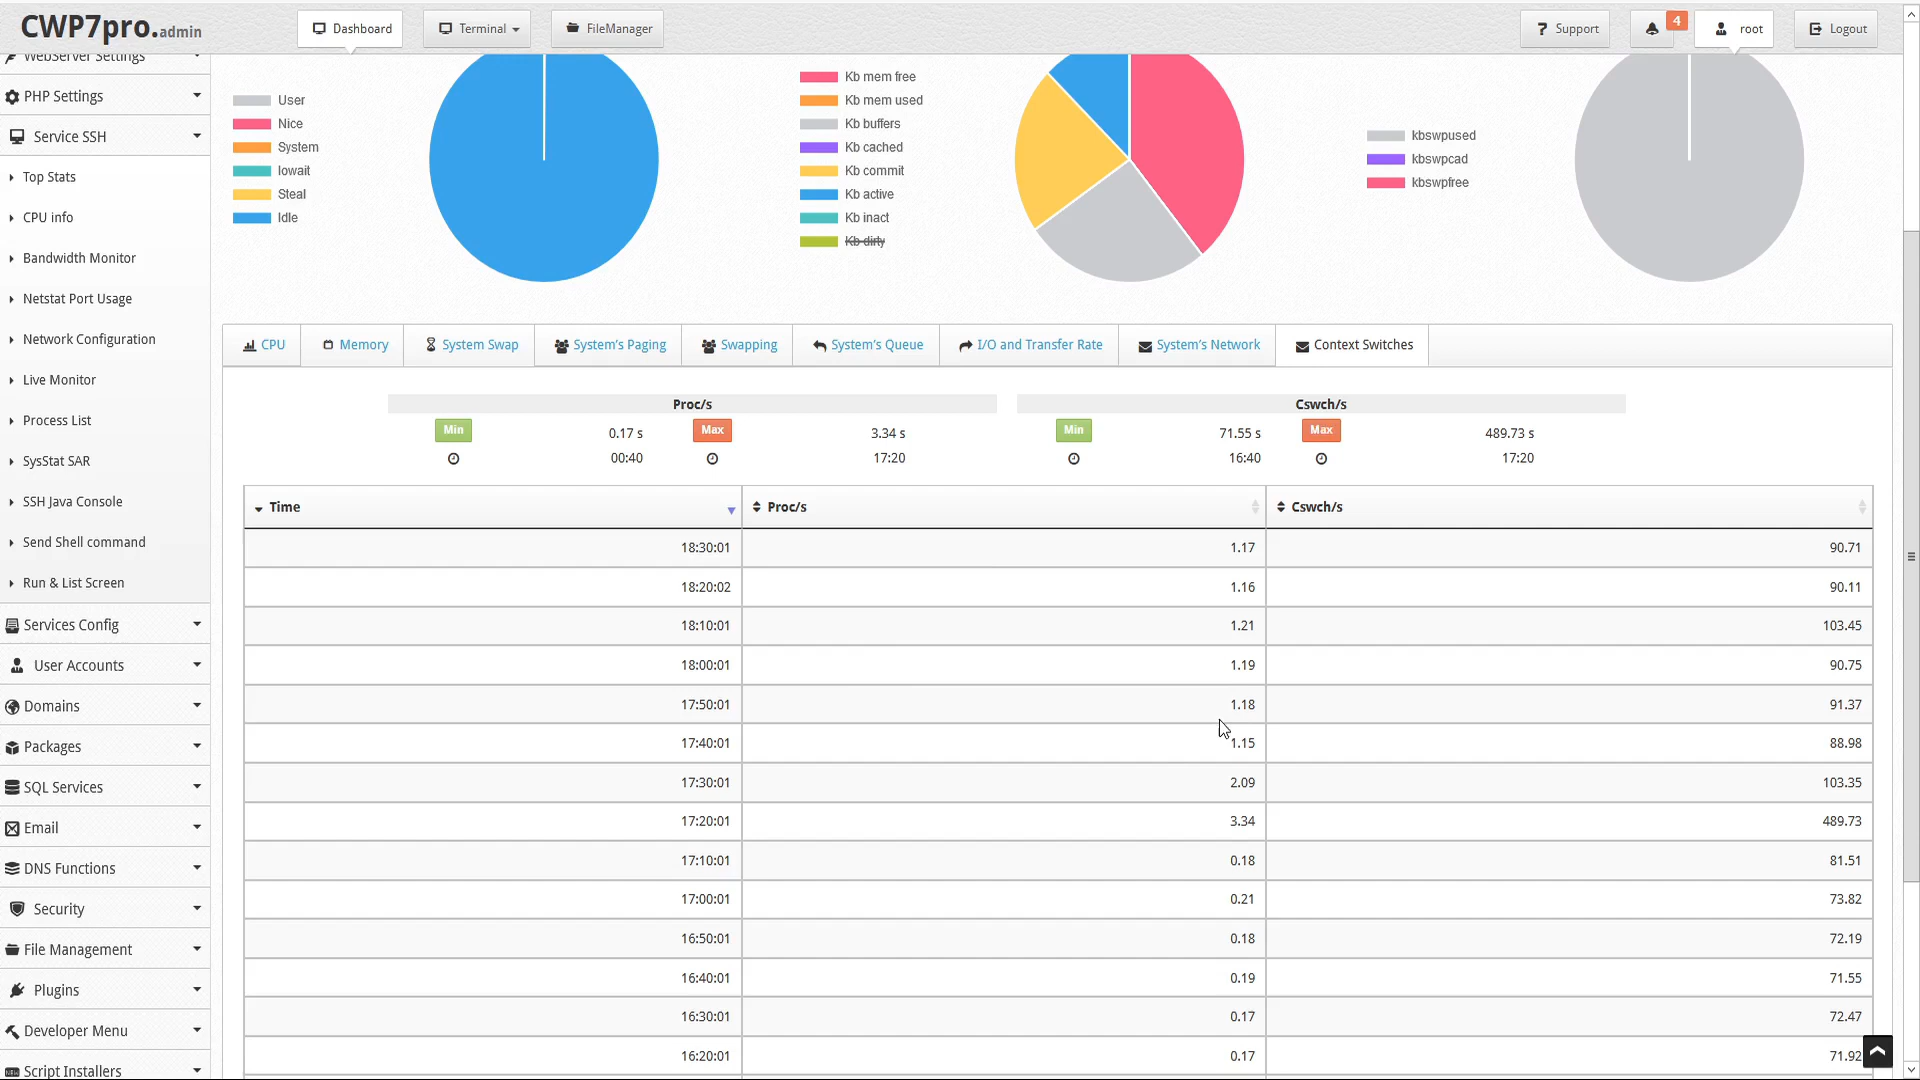 CWP7pro.admin
Dashboard
Terminal
FileManager
Support
4
root
Logout
WebServer Settings
PHP Settings
Service SSH
Top Stats
CPU info
Bandwidth Monitor
Netstat Port Usage
Network Configuration
Live Monitor
Process List
SysStat SAR
SSH Java Console
Send Shell command
Run & List Screen
Services Config
User Accounts
Domains
Packages
SQL Services
Email
DNS Functions
Security
File Management
Plugins
Developer Menu
Script Installers
User
Nice
System
Iowait
Steal
Idle
Kb mem free
Kb mem used
Kb buffers
Kb cached
Kb commit
Kb active
Kb inact
Kb dirty
kbswpused
kbswpcad
kbswpfree
CPU
Memory
System Swap
System's Paging
Swapping
System's Queue
I/O and Transfer Rate
System's Network
Context Switches
Proc/s
Min 0.17 s Max 3.34 s
00:40 17:20
Cswch/s
Min 71.55 s Max 489.73 s
16:40 17:20
Time Proc/s Cswch/s
18:30:01 1.17 90.71
18:20:02 1.16 90.11
18:10:01 1.21 103.45
18:00:01 1.19 90.75
17:50:01 1.18 91.37
17:40:01 1.15 88.98
17:30:01 2.09 103.35
17:20:01 3.34 489.73
17:10:01 0.18 81.51
17:00:01 0.21 73.82
16:50:01 0.18 72.19
16:40:01 0.19 71.55
16:30:01 0.17 72.47
16:20:01 0.17 71.92